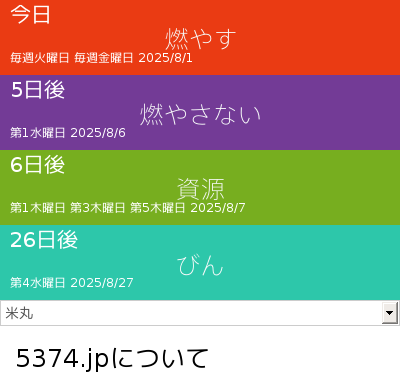 今日
燃やす
毎週火曜日 毎週金曜日 2025/8/1
5日後
燃やさない
第1水曜日 2025/8/6
6日後
資源
第1木曜日 第3木曜日 第5木曜日 2025/8/7
26日後
びん
第4水曜日 2025/8/27
米丸
5374.jpについて